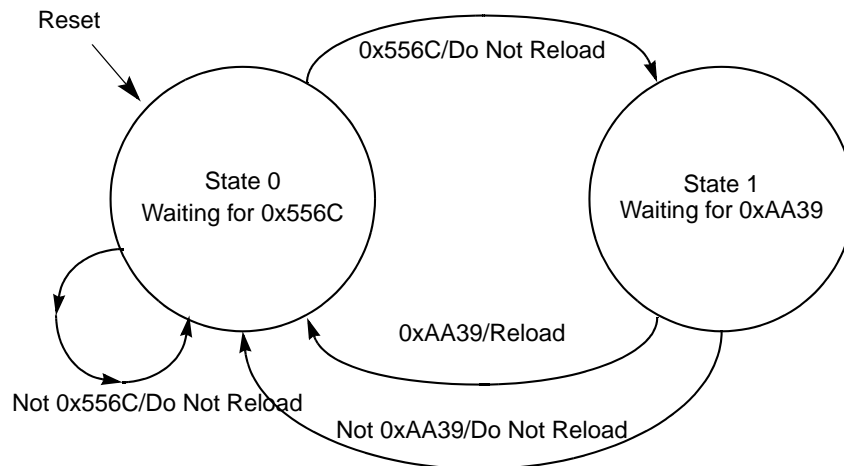 Reset
0x556C/Do Not Reload
State 0
Waiting for 0x556C
State 1
Waiting for 0xAA39
0xAA39/Reload
Not 0x556C/Do Not Reload
Not 0xAA39/Do Not Reload